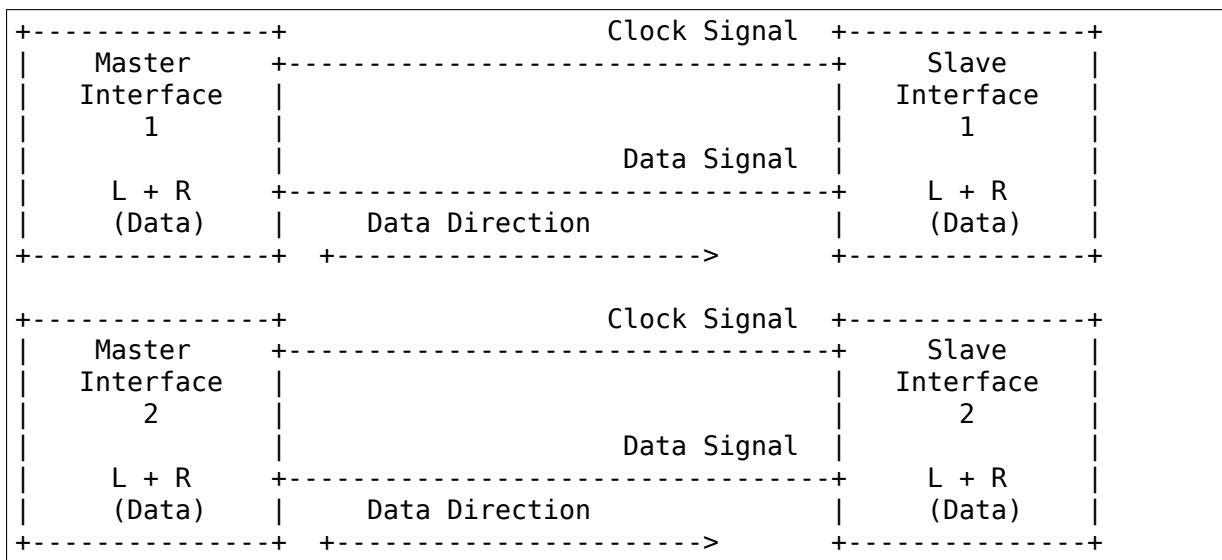 +---------------+                    Clock Signal  +---------------+
|    Master     +----------------------------------+     Slave     |
|   Interface   |                                  |   Interface   |
|       1       |                                  |       1       |
|               |                     Data Signal  |               |
|     L + R     +----------------------------------+     L + R     |
|     (Data)    |     Data Direction               |     (Data)    |
+---------------+  +----------------------->       +---------------+

+---------------+                    Clock Signal  +---------------+
|    Master     +----------------------------------+     Slave     |
|   Interface   |                                  |   Interface   |
|       2       |                                  |       2       |
|               |                     Data Signal  |               |
|     L + R     +----------------------------------+     L + R     |
|     (Data)    |     Data Direction               |     (Data)    |
+---------------+  +----------------------->       +---------------+